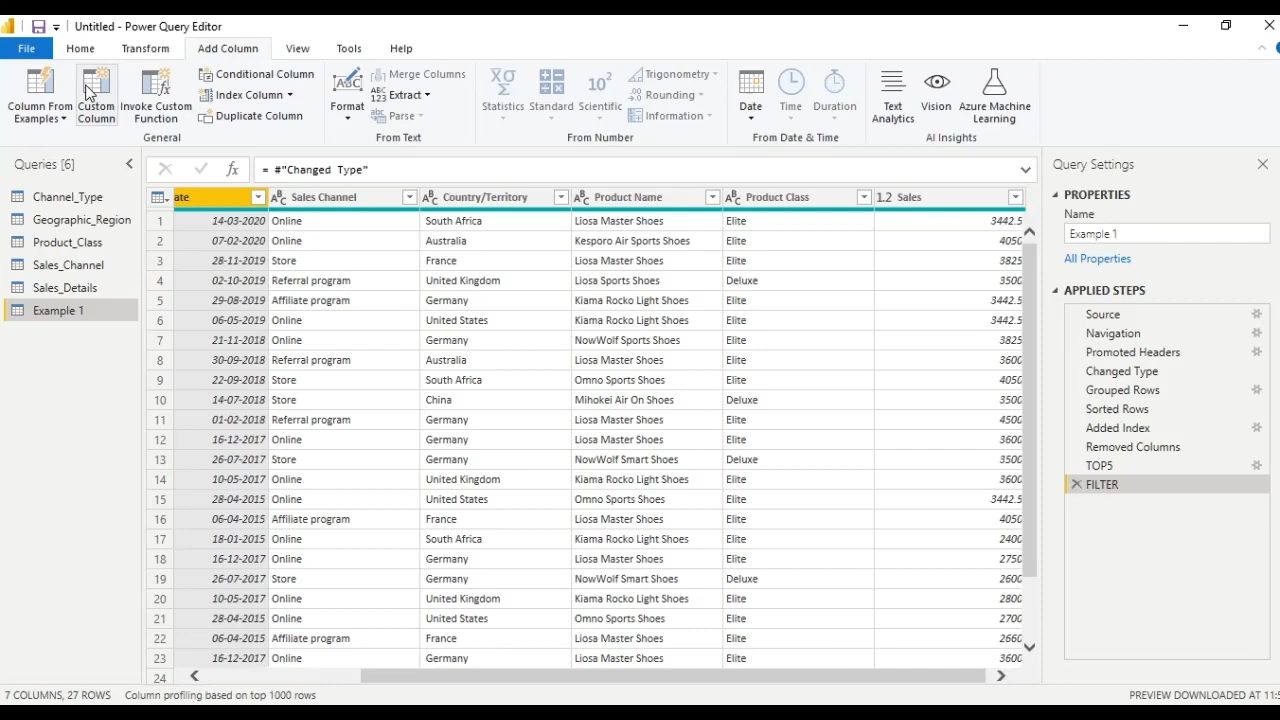 Untitled - Power Query Editor
File Home Transform Add Column View Tools Help
Column From Examples
Custom Column
Invoke Custom Function
Conditional Column
Index Column
Duplicate Column
General
ABC Format
Merge Columns
ABC 123 Extract
abc Parse
From Text
XΣ σ Statistics
Standard
10² Scientific
Trigonometry
.00 Rounding
Information
From Number
Date
Time
Duration
From Date & Time
Text Analytics
Vision
Azure Machine Learning
AI Insights
Queries [6]
Channel_Type
Geographic_Region
Product_Class
Sales_Channel
Sales_Details
Example 1
fx = #"Changed Type"
ate ABC Sales Channel ABC Country/Territory ABC Product Name ABC Product Class 1.2 Sales
1 14-03-2020 Online South Africa Liosa Master Shoes Elite 3442.5
2 07-02-2020 Online Australia Kesporo Air Sports Shoes Elite 4050
3 28-11-2019 Store France Liosa Master Shoes Elite 3825
4 02-10-2019 Referral program United Kingdom Liosa Sports Shoes Deluxe 3500
5 29-08-2019 Affiliate program Germany Kiama Rocko Light Shoes Elite 3442.5
6 06-05-2019 Online United States Kiama Rocko Light Shoes Elite 3442.5
7 21-11-2018 Online Germany NowWolf Sports Shoes Elite 3825
8 30-09-2018 Referral program Australia Liosa Master Shoes Elite 3600
9 22-09-2018 Store South Africa Omno Sports Shoes Elite 4050
10 14-07-2018 Store China Mihokei Air On Shoes Deluxe 3500
11 01-02-2018 Referral program Germany Liosa Master Shoes Elite 4500
12 16-12-2017 Online Germany Liosa Master Shoes Elite 3600
13 26-07-2017 Store Germany NowWolf Smart Shoes Deluxe 3500
14 10-05-2017 Online United Kingdom Kiama Rocko Light Shoes Elite 3600
15 28-04-2015 Online United States Omno Sports Shoes Elite 3442.5
16 06-04-2015 Affiliate program France Liosa Master Shoes Elite 4050
17 18-01-2015 Online South Africa Kiama Rocko Light Shoes Elite 2400
18 16-12-2017 Online Germany Liosa Master Shoes Elite 2750
19 26-07-2017 Store Germany NowWolf Smart Shoes Deluxe 2600
20 10-05-2017 Online United Kingdom Kiama Rocko Light Shoes Elite 2800
21 28-04-2015 Online United States Omno Sports Shoes Elite 2700
22 06-04-2015 Affiliate program France Liosa Master Shoes Elite 2660
23 16-12-2017 Online Germany Liosa Master Shoes Elite 3600
24
Query Settings
PROPERTIES
Name
Example 1
All Properties
APPLIED STEPS
Source
Navigation
Promoted Headers
Changed Type
Grouped Rows
Sorted Rows
Added Index
Removed Columns
TOP5
FILTER
7 COLUMNS, 27 ROWS Column profiling based on top 1000 rows PREVIEW DOWNLOADED AT 11:5